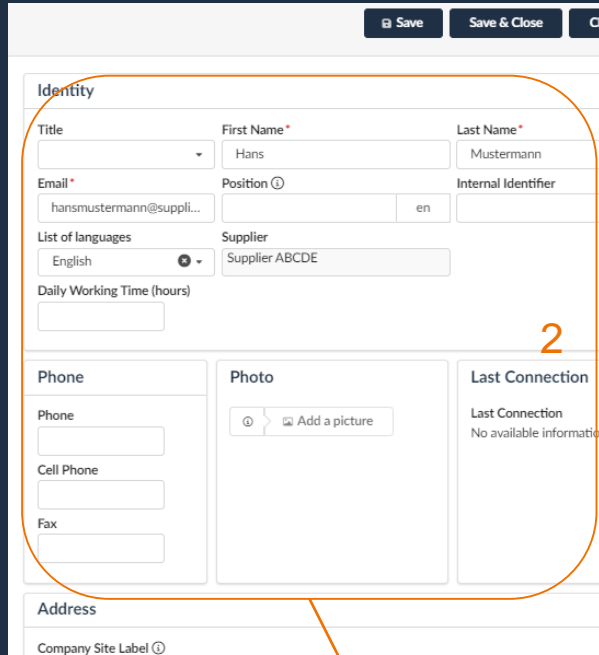 Save Save & Close Cl
Identity
Title First Name* Last Name*
Hans Mustermann
Email* Position Internal Identifier
hansmustermann@suppli... en
List of languages Supplier
English Supplier ABCDE
Daily Working Time (hours)
2
Phone Photo Last Connection
Phone Add a picture Last Connection
No available informatio
Cell Phone
Fax
Address
Company Site Label